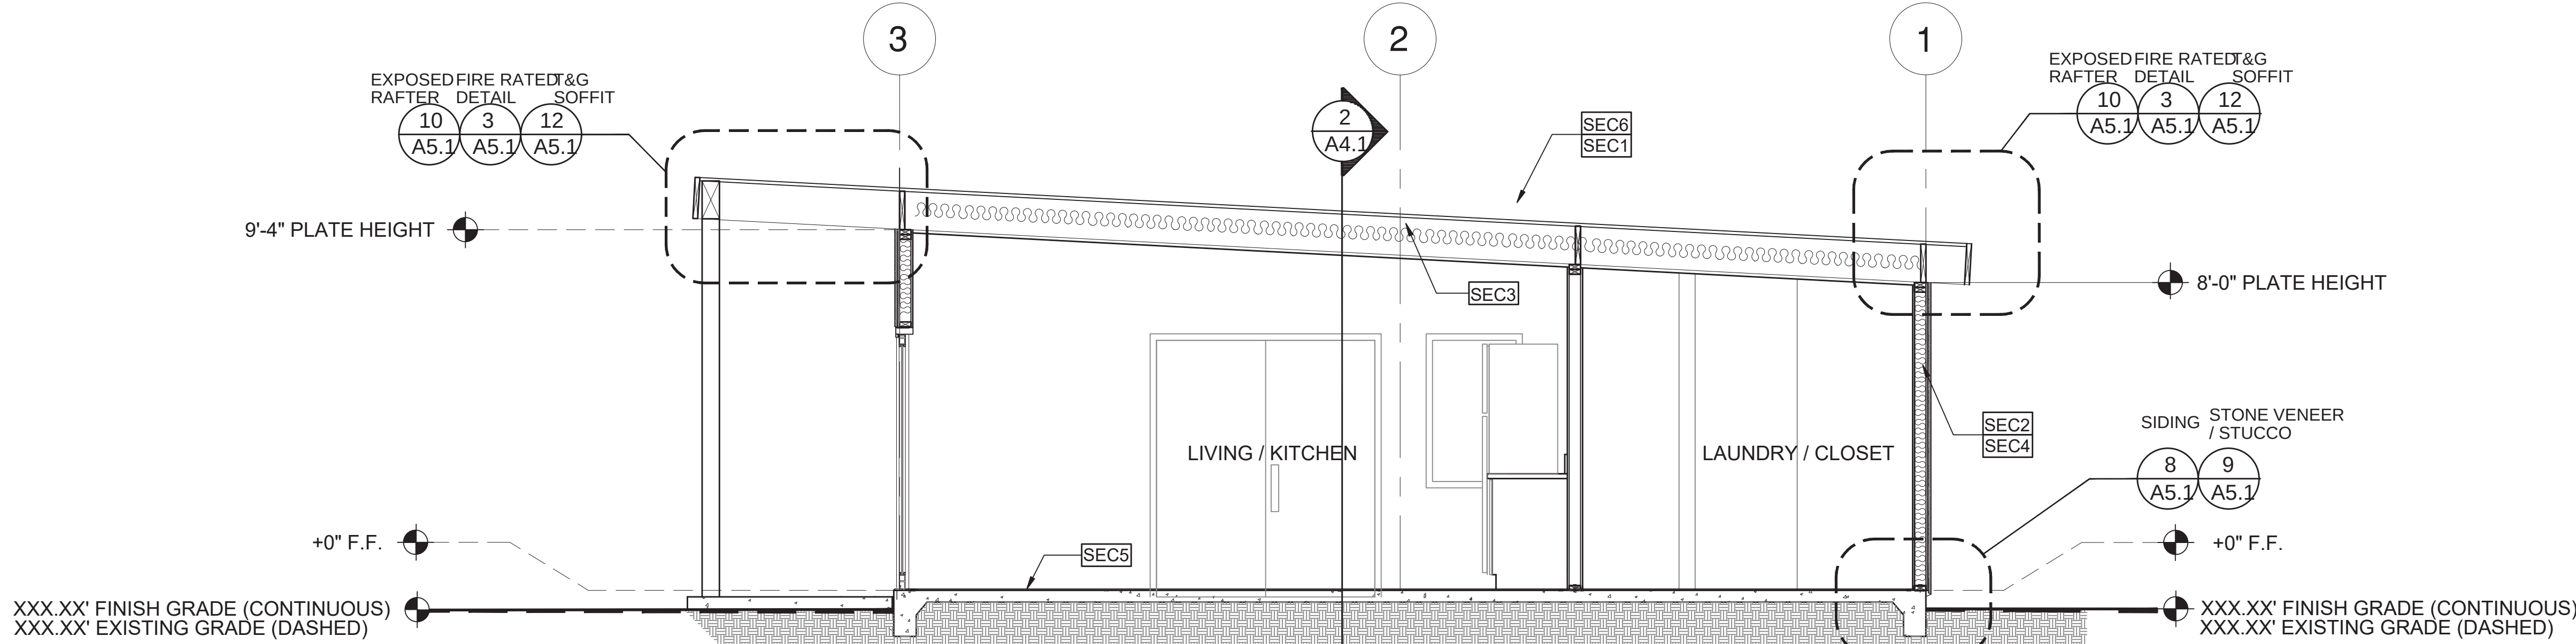 3
2
1
EXPOSED FIRE RATED T&G
RAFTER DETAIL SOFFIT
10 3 12
A5.1 A5.1 A5.1
EXPOSED FIRE RATED T&G
RAFTER DETAIL SOFFIT
10 3 12
A5.1 A5.1 A5.1
2
A4.1
SEC6
SEC1
9'-4" PLATE HEIGHT
8'-0" PLATE HEIGHT
SEC3
LIVING / KITCHEN
LAUNDRY / CLOSET
SEC2
SEC4
SIDING
STONE VENEER
/ STUCCO
8 9
A5.1 A5.1
+0" F.F.
+0" F.F.
SEC5
XXX.XX' FINISH GRADE (CONTINUOUS)
XXX.XX' EXISTING GRADE (DASHED)
XXX.XX' FINISH GRADE (CONTINUOUS)
XXX.XX' EXISTING GRADE (DASHED)